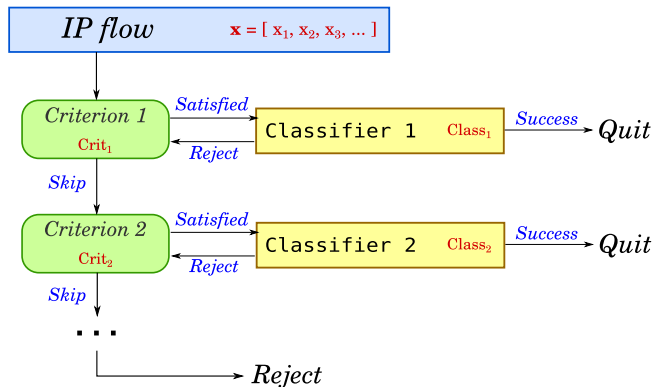 IP flow x = [ x₁, x₂, x₃, ... ]
Criterion 1
Crit₁
Satisfied
Reject
Classifier 1 Class₁
Success
Quit
Skip
Criterion 2
Crit₂
Satisfied
Reject
Classifier 2 Class₂
Success
Quit
Skip
...
Reject